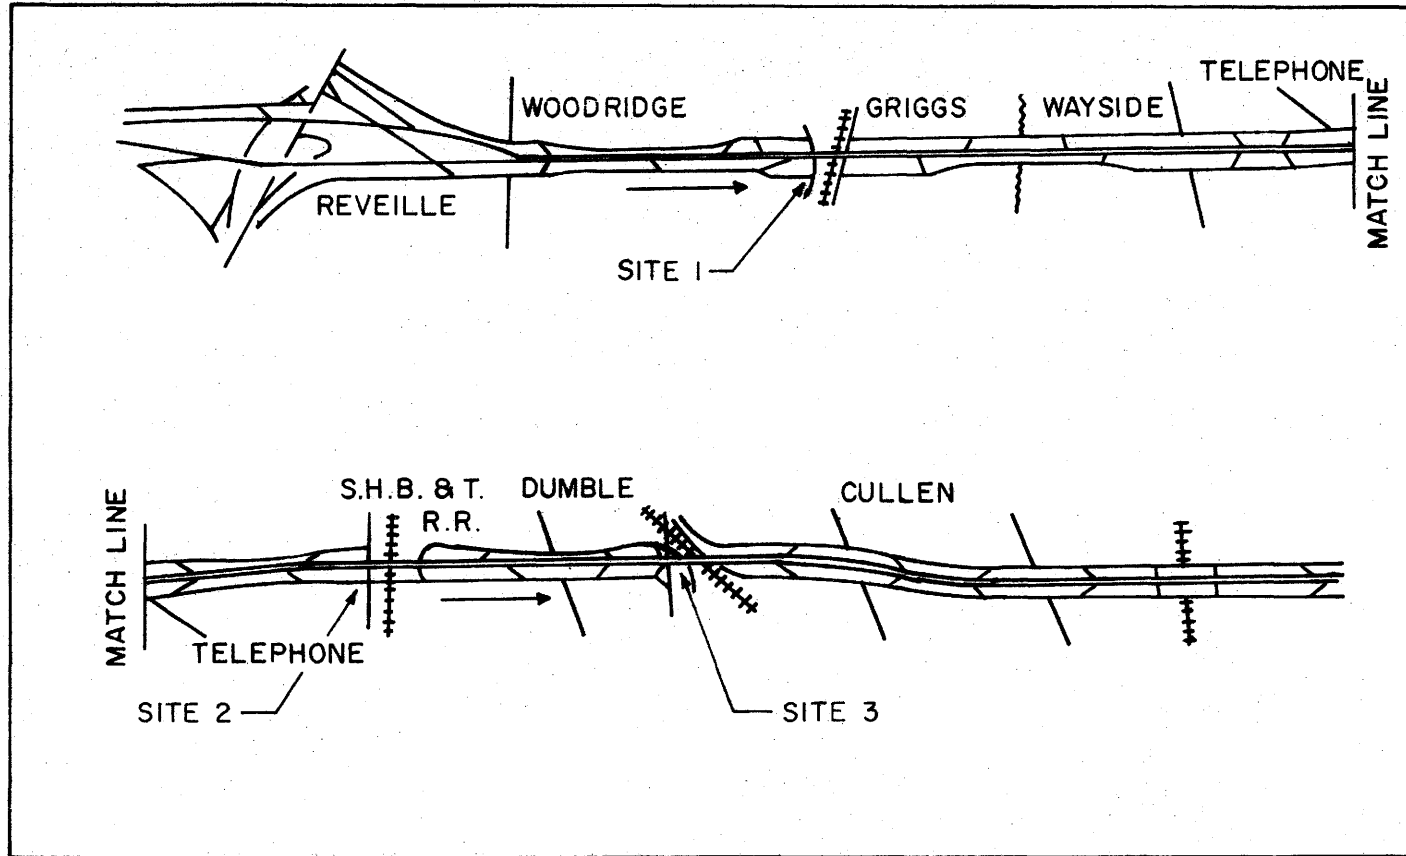 TELEPHONE
WOODRIDGE
GRIGGS
WAYSIDE
MATCH LINE
REVEILLE
SITE 1
MATCH LINE
S.H.B. & T.
R.R.
DUMBLE
CULLEN
TELEPHONE
SITE 2
SITE 3